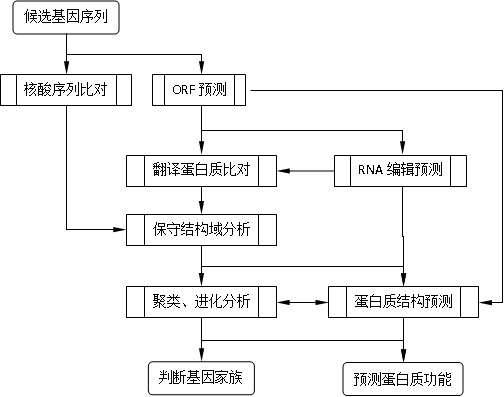 候选基因序列
核酸序列比对
ORF 预测
翻译蛋白质比对
RNA 编辑预测
保守结构域分析
聚类、进化分析
蛋白质结构预测
判断基因家族
预测蛋白质功能